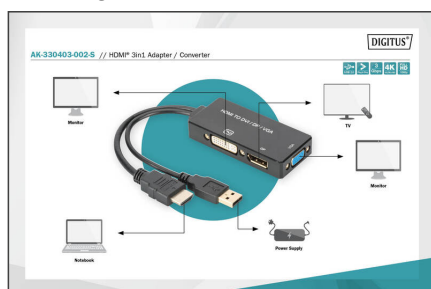 DIGITUS®
AK-330403-002-S // HDMI® 3in1 Adapter / Converter
4K
HD
Monitor
HDMI TO DVI / DP / VGA
TV
Monitor
Notebook
Power Supply